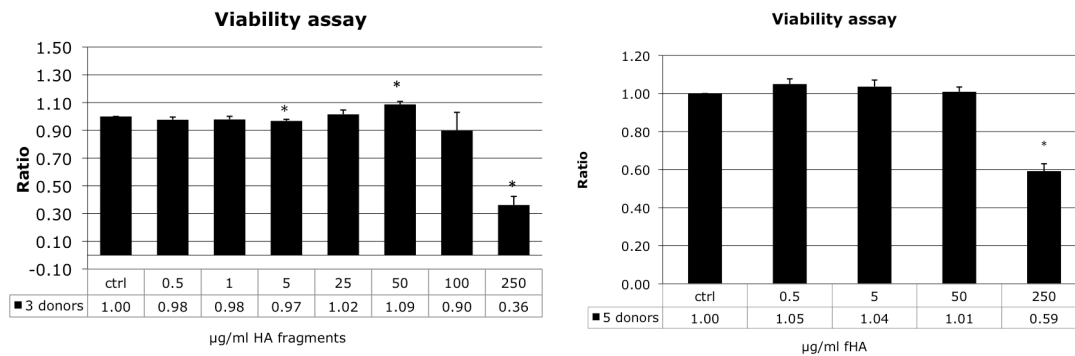 Viability assay
1.50
1.30
1.10
0.90
0.70
0.50
0.30
0.10
-0.10
Ratio
*
*
*
ctrl 0.5 1 5 25 50 100 250
3 donors 1.00 0.98 0.98 0.97 1.02 1.09 0.90 0.36
µg/ml HA fragments
Viability assay
1.20
1.00
0.80
0.60
0.40
0.20
0.00
Ratio
*
ctrl 0.5 5 50 250
5 donors 1.00 1.05 1.04 1.01 0.59
µg/ml fHA